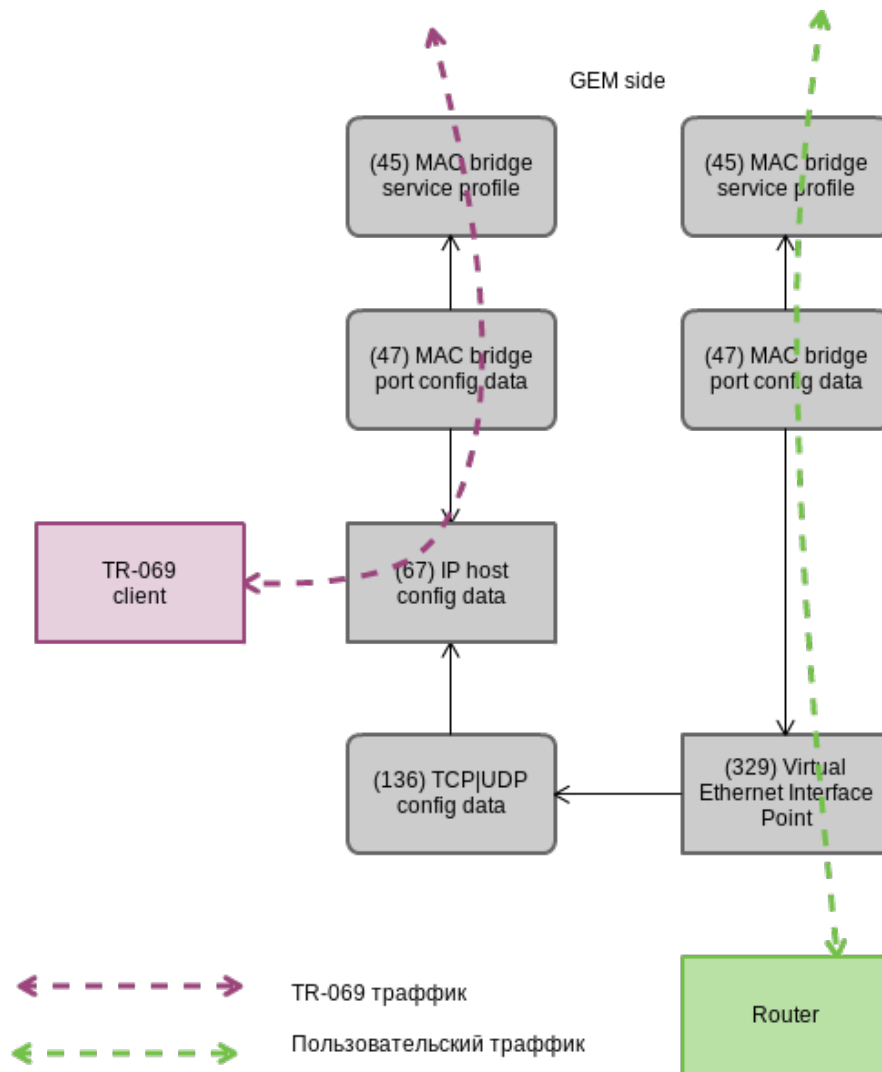 GEM side
(45) MAC bridge
service profile
(45) MAC bridge
service profile
(47) MAC bridge
port config data
(47) MAC bridge
port config data
TR-069
client
(67) IP host
config data
(136) TCP|UDP
config data
(329) Virtual
Ethernet Interface
Point
TR-069 траффик
Router
Пользовательский траффик